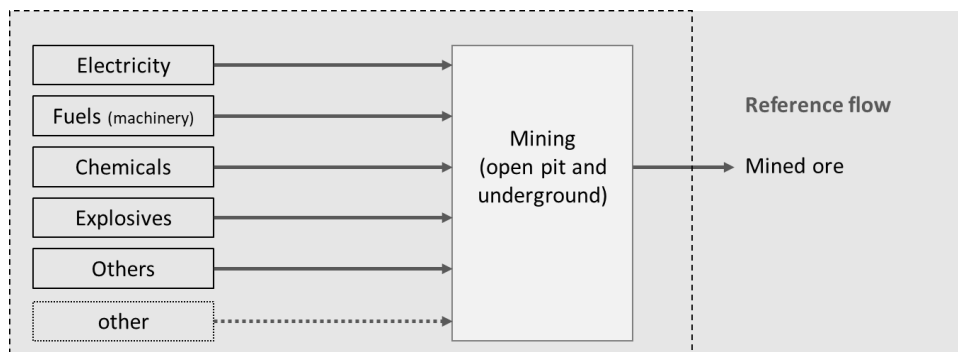 Electricity
Fuels (machinery)
Chemicals
Explosives
Others
other
Mining
(open pit and
underground)
Reference flow
Mined ore